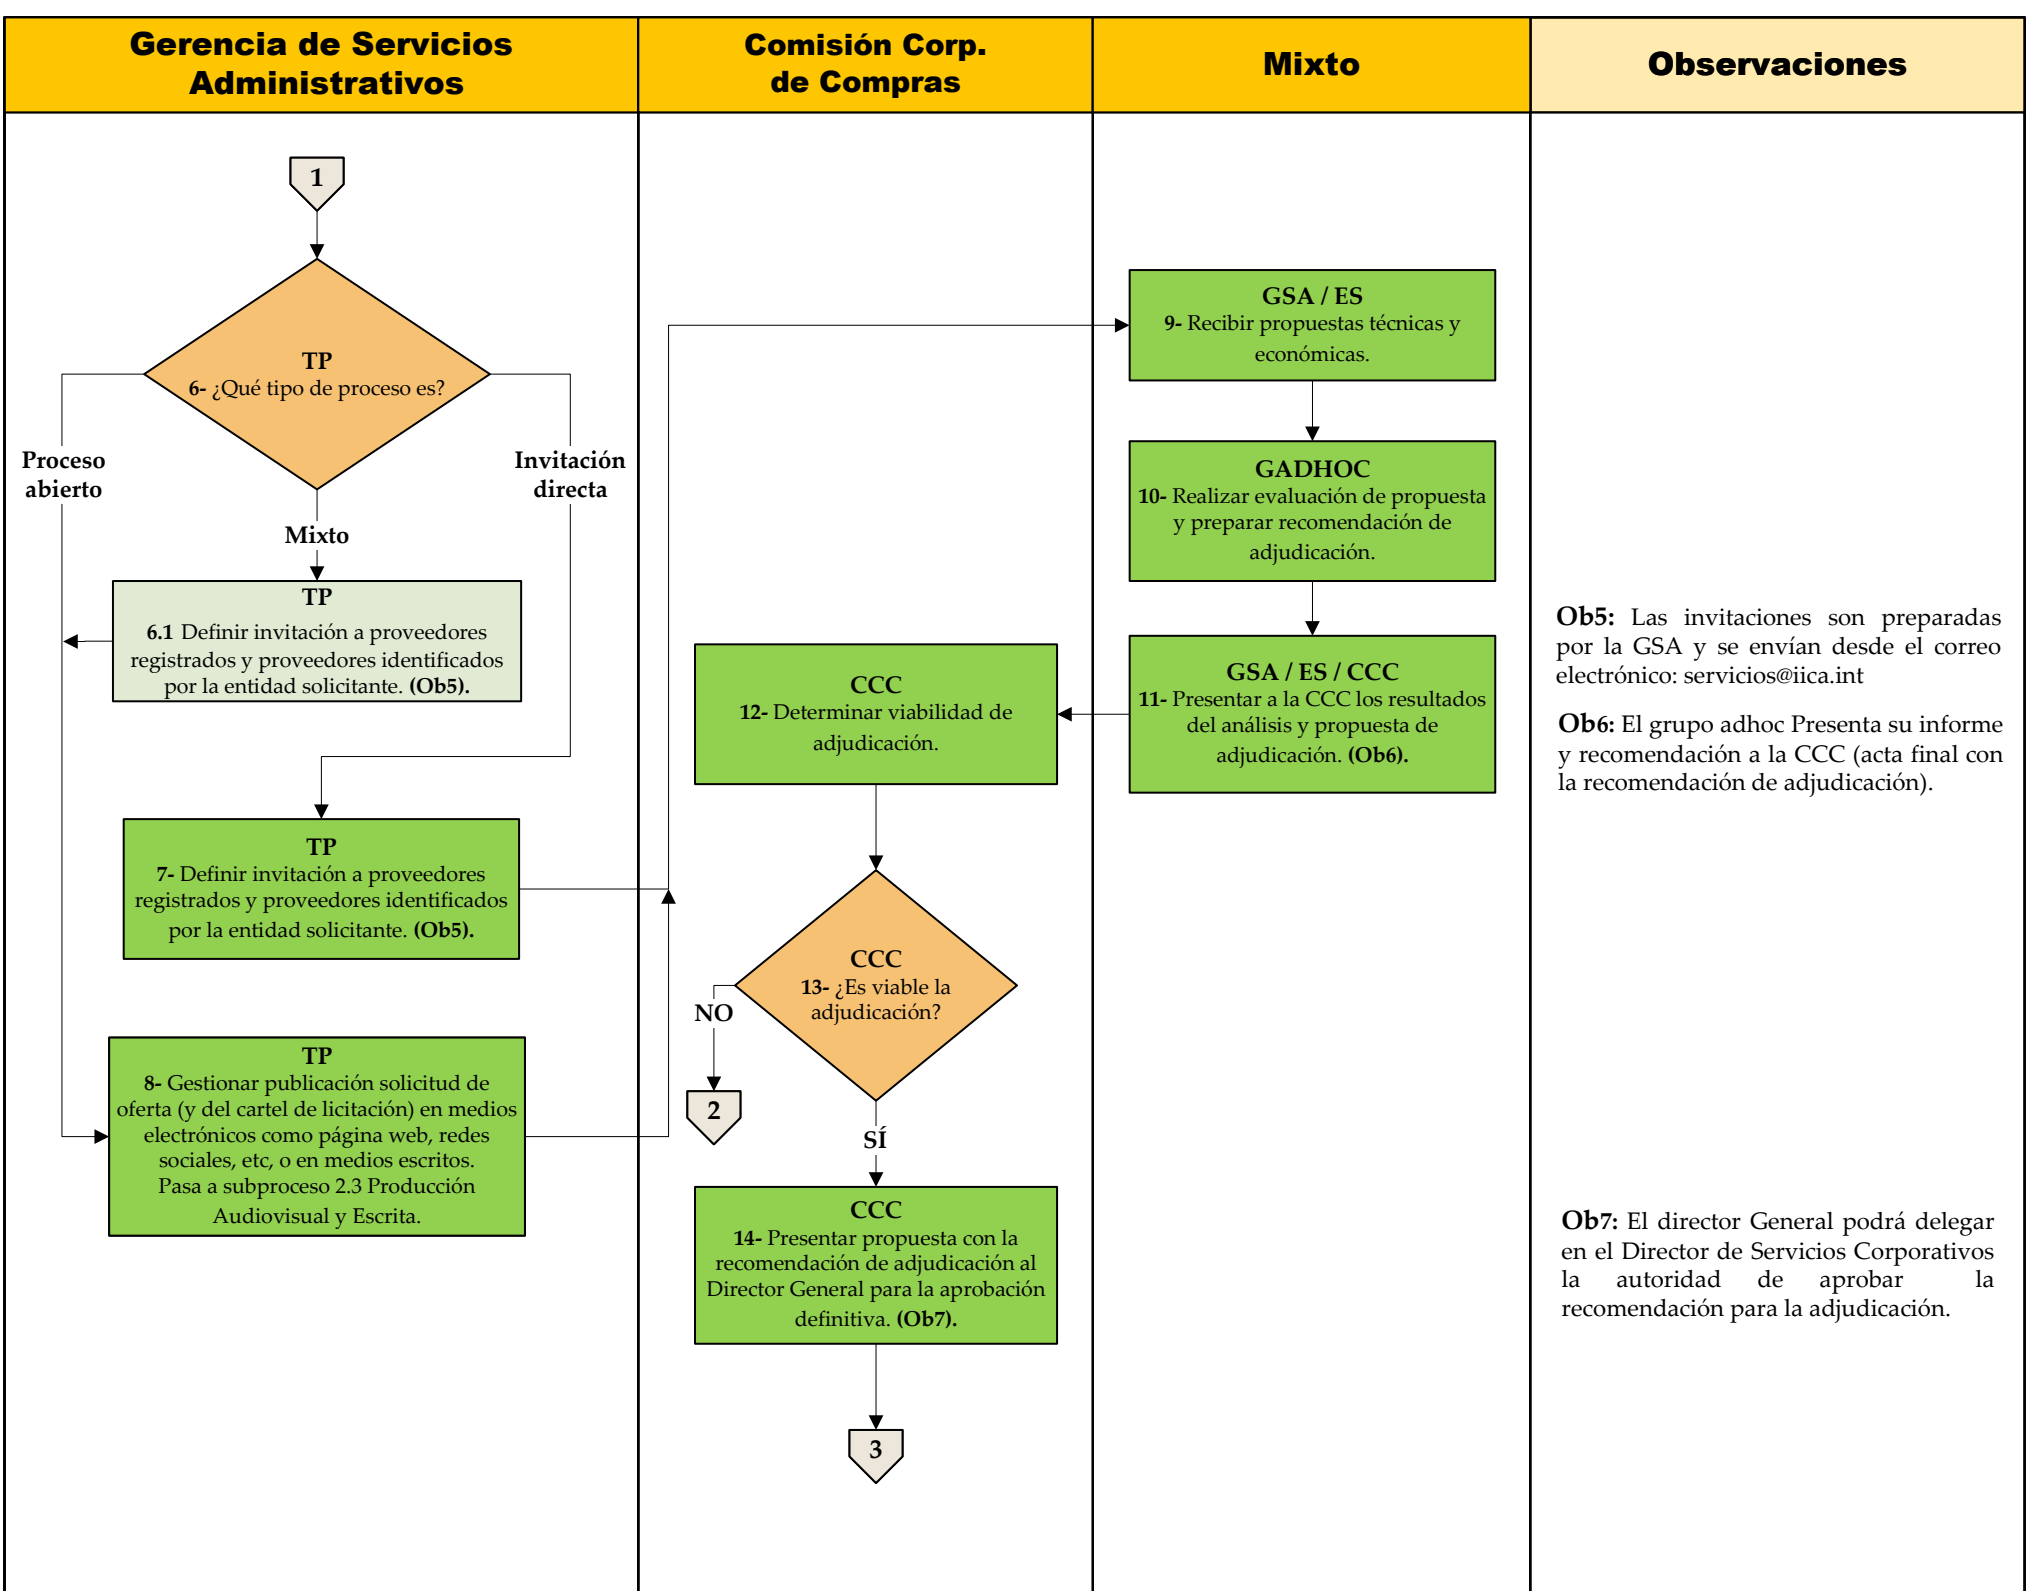 Gerencia de Servicios
Administrativos
Comisión Corp.
de Compras
Mixto
Observaciones
1
TP
6- ¿Qué tipo de proceso es?
Proceso
abierto
Invitación
directa
Mixto
TP
6.1 Definir invitación a proveedores
registrados y proveedores identificados
por la entidad solicitante. (Ob5).
TP
7- Definir invitación a proveedores
registrados y proveedores identificados
por la entidad solicitante. (Ob5).
TP
8- Gestionar publicación solicitud de
oferta (y del cartel de licitación) en medios
electrónicos como página web, redes
sociales, etc, o en medios escritos.
Pasa a subproceso 2.3 Producción
Audiovisual y Escrita.
GSA / ES
9- Recibir propuestas técnicas y
económicas.
GADHOC
10- Realizar evaluación de propuesta
y preparar recomendación de
adjudicación.
GSA / ES / CCC
11- Presentar a la CCC los resultados
del análisis y propuesta de
adjudicación. (Ob6).
CCC
12- Determinar viabilidad de
adjudicación.
CCC
13- ¿Es viable la
adjudicación?
NO
2
SÍ
CCC
14- Presentar propuesta con la
recomendación de adjudicación al
Director General para la aprobación
definitiva. (Ob7).
3
Ob5: Las invitaciones son preparadas
por la GSA y se envían desde el correo
electrónico: servicios@iica.int
Ob6: El grupo adhoc Presenta su informe
y recomendación a la CCC (acta final con
la recomendación de adjudicación).
Ob7: El director General podrá delegar
en el Director de Servicios Corporativos
la autoridad de aprobar la
recomendación para la adjudicación.